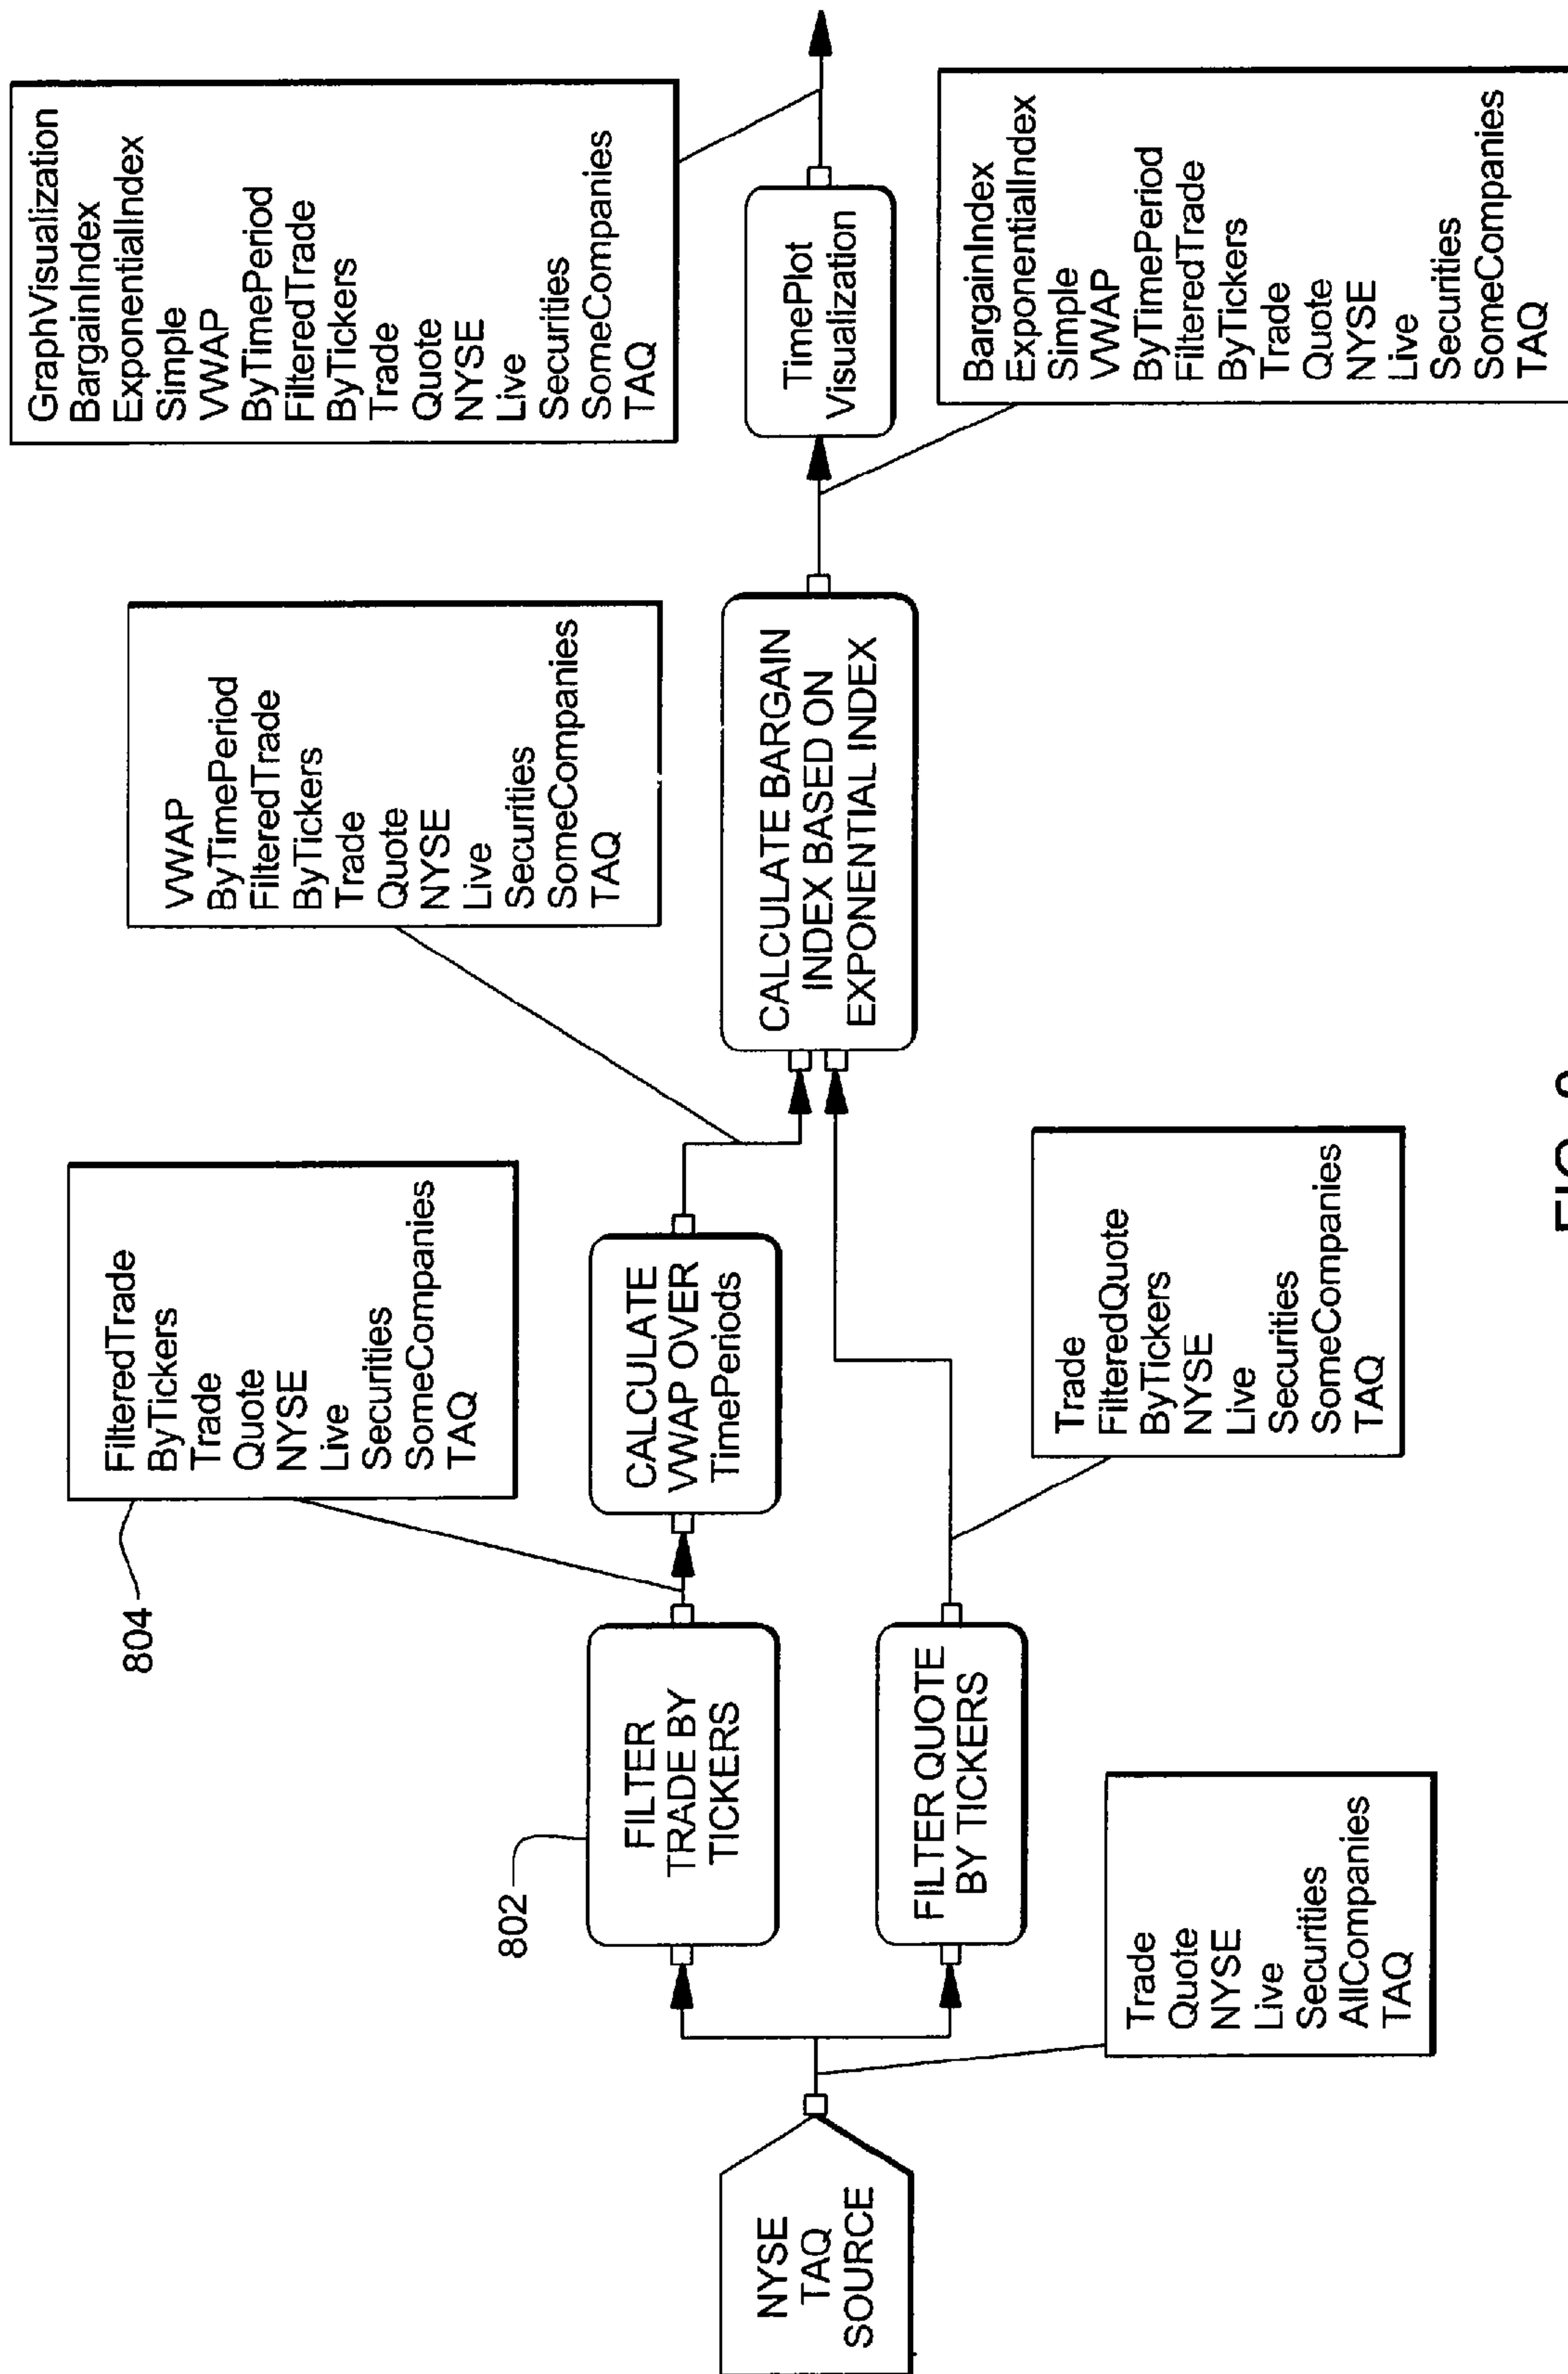 NYSE
TAQ
SOURCE
Trade
Quote
NYSE
Live
Securities
AllCompanies
TAQ
802
FILTER
TRADE BY
TICKERS
FILTER QUOTE
BY TICKERS
804
FilteredTrade
ByTickers
Trade
Quote
NYSE
Live
Securities
SomeCompanies
TAQ
CALCULATE
VWAP OVER
TimePeriods
Trade
FilteredQuote
ByTickers
NYSE
Live
Securities
SomeCompanies
TAQ
VWAP
ByTimePeriod
FilteredTrade
ByTickers
Trade
Quote
NYSE
Live
Securities
SomeCompanies
TAQ
CALCULATE BARGAIN
INDEX BASED ON
EXPONENTIAL INDEX
GraphVisualization
BargainIndex
ExponentialIndex
Simple
VWAP
ByTimePeriod
FilteredTrade
ByTickers
Trade
Quote
NYSE
Live
Securities
SomeCompanies
TAQ
TimePlot
Visualization
BargainIndex
ExponentialIndex
Simple
VWAP
ByTimePeriod
FilteredTrade
ByTickers
Trade
Quote
NYSE
Live
Securities
SomeCompanies
TAQ
FIG.